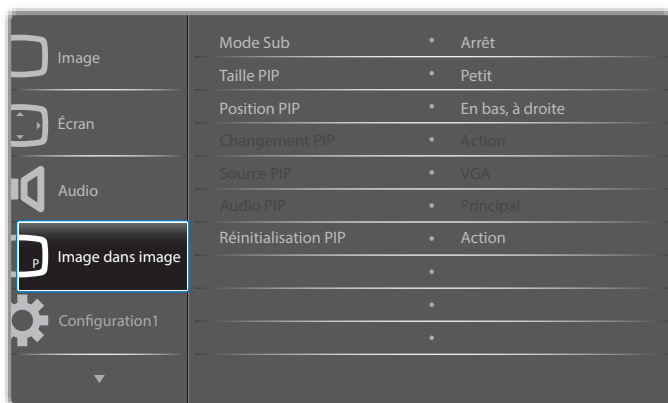 Image
Écran
Audio
P
Image dans image
Configuration1
Mode Sub • Arrêt
Taille PIP • Petit
Position PIP • En bas, à droite
Changement PIP • Action
Source PIP • VGA
Audio PIP • Principal
Réinitialisation PIP • Action
•
•
•